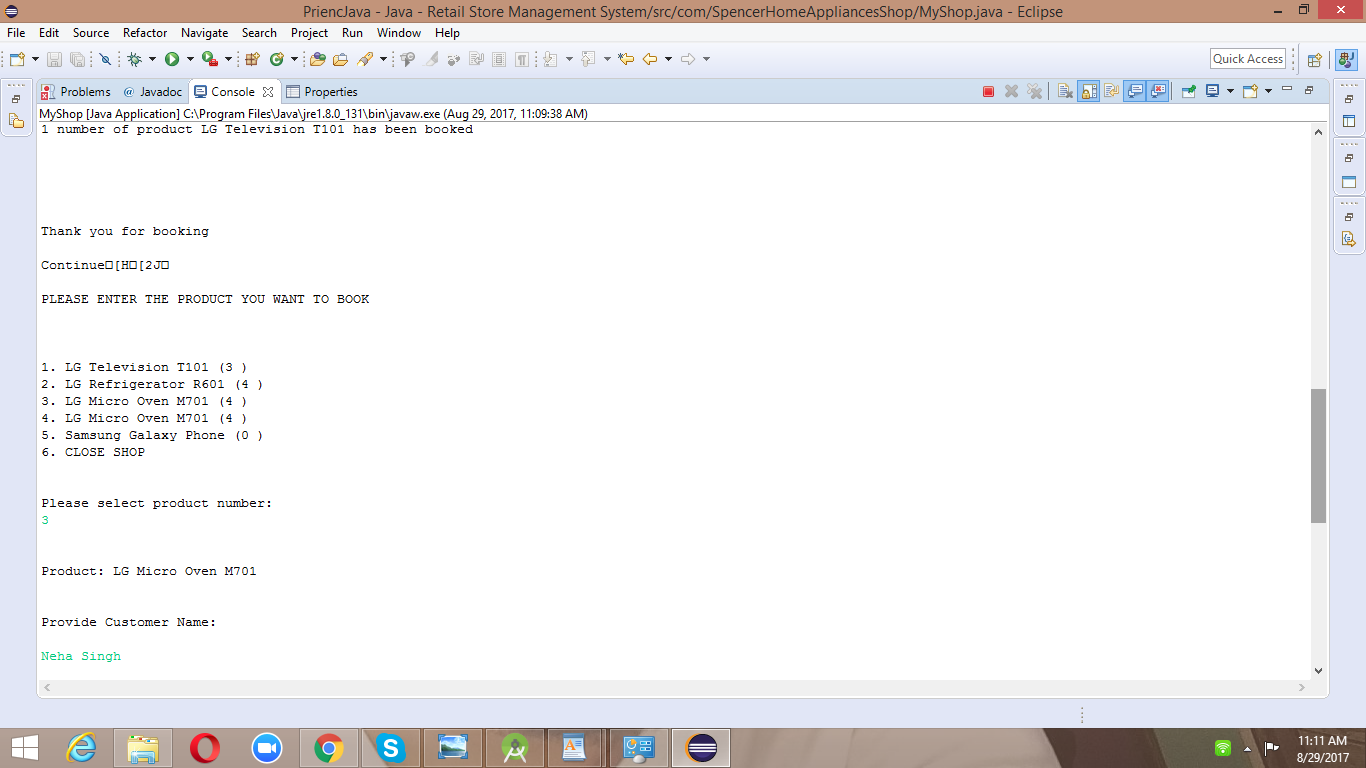 PriencJava - Java - Retail Store Management System/src/com/SpencerHomeAppliancesShop/MyShop.java - Eclipse
File Edit Source Refactor Navigate Search Project Run Window Help
Quick Access
Problems @ Javadoc Console Properties
MyShop [Java Application] C:\Program Files\Java\jre1.8.0_131\bin\javaw.exe (Aug 29, 2017, 11:09:38 AM)
1 number of product LG Television T101 has been booked
Thank you for booking
Continue□[H□[2J□
PLEASE ENTER THE PRODUCT YOU WANT TO BOOK
1. LG Television T101 (3 )
2. LG Refrigerator R601 (4 )
3. LG Micro Oven M701 (4 )
4. LG Micro Oven M701 (4 )
5. Samsung Galaxy Phone (0 )
6. CLOSE SHOP
Please select product number:
3
Product: LG Micro Oven M701
Provide Customer Name:
Neha Singh
11:11 AM
8/29/2017